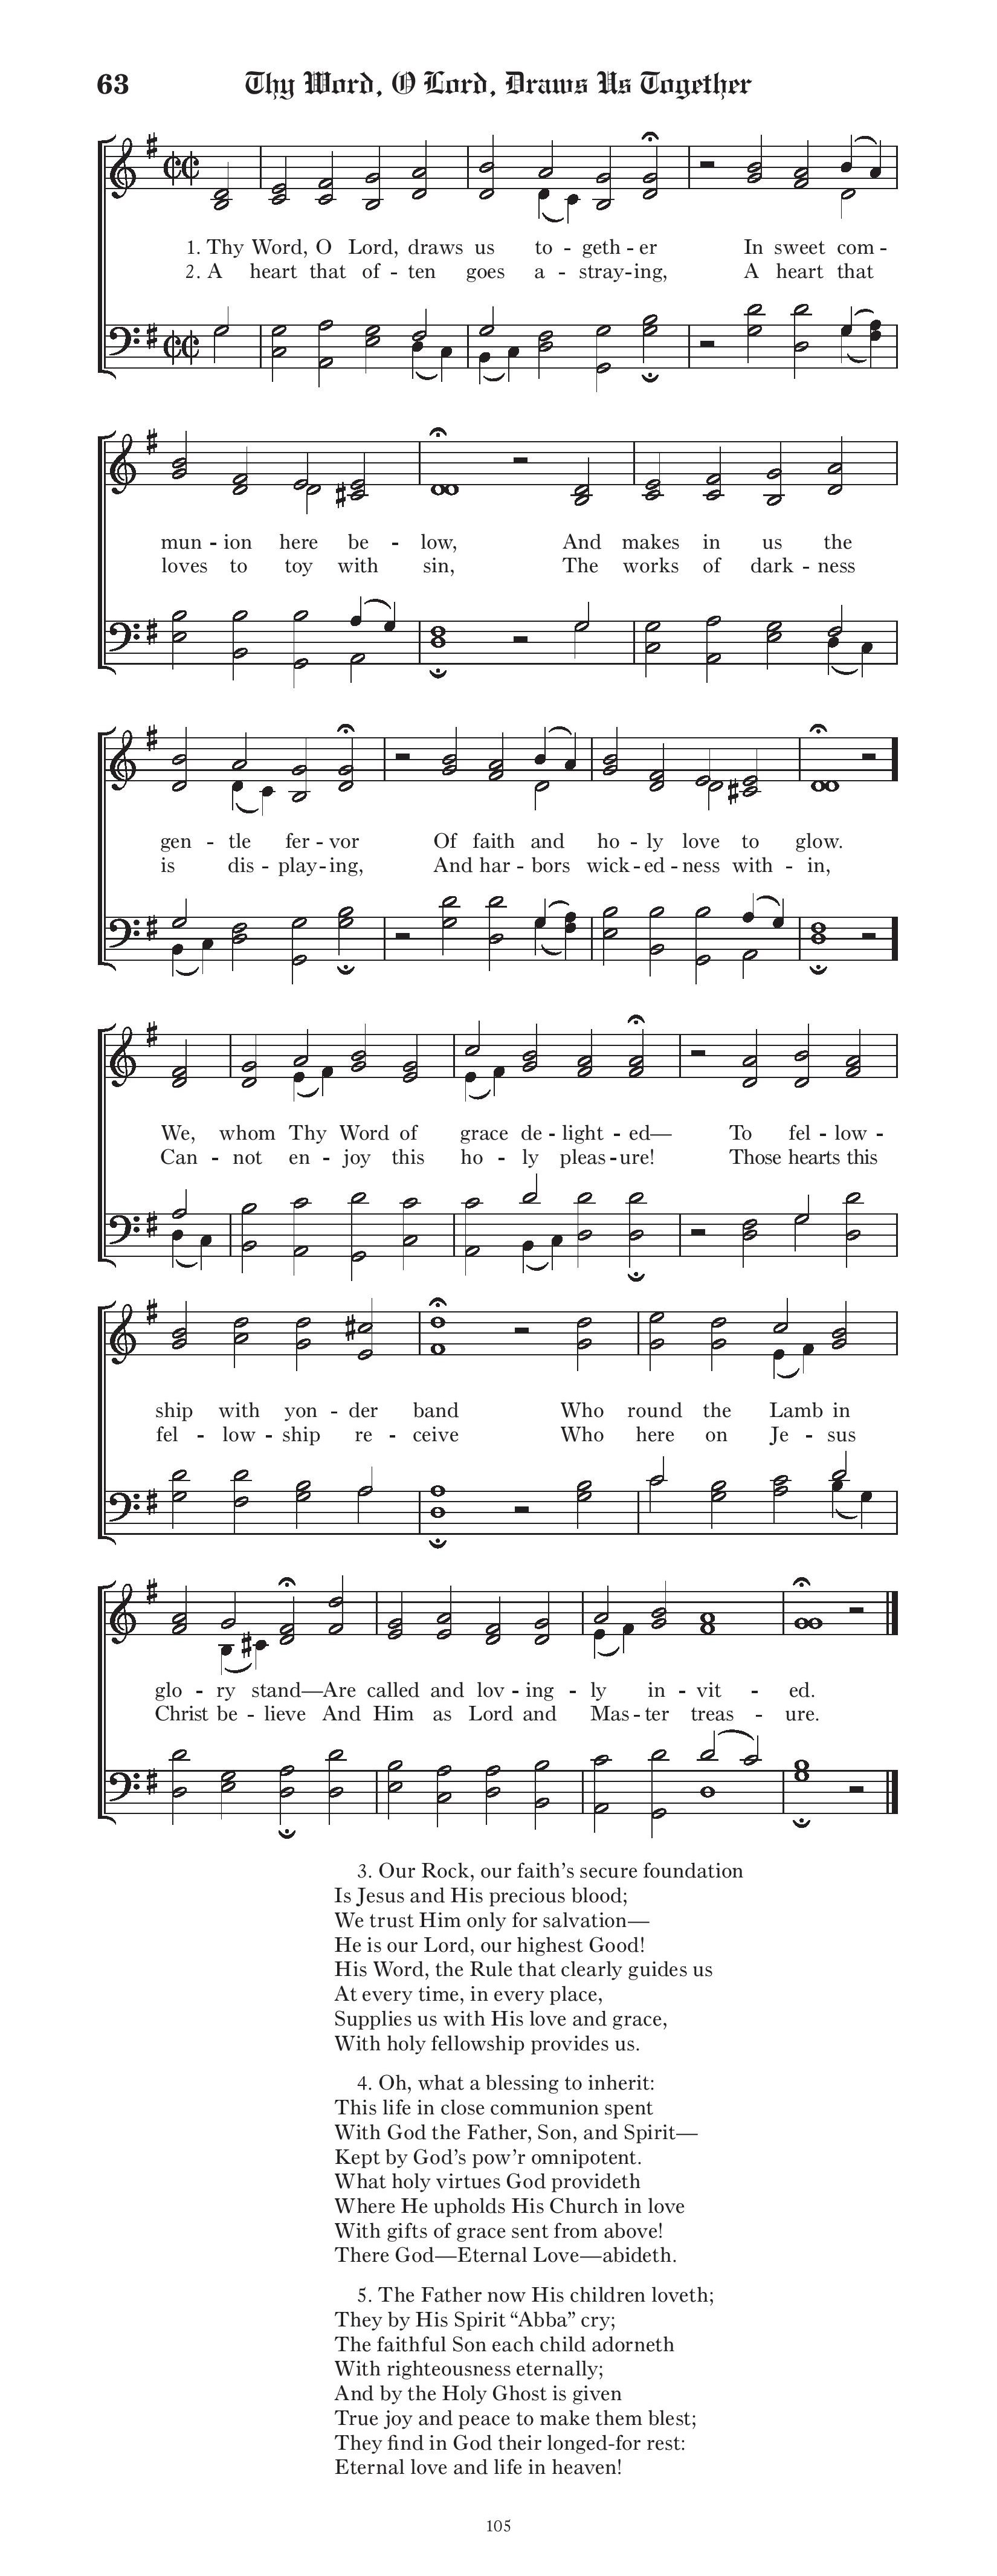 63 Thy Word, O Lord, Draws Us Together
1. Thy Word, O Lord, draws us to - geth - er In sweet com -
2. A heart that of - ten goes a - stray - ing, A heart that
mun - ion here be - low, And makes in us the
loves to toy with sin, The works of dark - ness
gen - tle fer - vor Of faith and ho - ly love to glow.
is dis - play - ing, And har - bors wick - ed - ness with - in,
We, whom Thy Word of grace de - light - ed— To fel - low -
Can - not en - joy this ho - ly pleas - ure! Those hearts this
ship with yon - der band Who round the Lamb in
fel - low - ship re - ceive Who here on Je - sus
glo - ry stand—Are called and lov - ing - ly in - vit - ed.
Christ be - lieve And Him as Lord and Mas - ter treas - ure.
3. Our Rock, our faith’s secure foundation
Is Jesus and His precious blood;
We trust Him only for salvation—
He is our Lord, our highest Good!
His Word, the Rule that clearly guides us
At every time, in every place,
Supplies us with His love and grace,
With holy fellowship provides us.
4. Oh, what a blessing to inherit:
This life in close communion spent
With God the Father, Son, and Spirit—
Kept by God’s pow’r omnipotent.
What holy virtues God provideth
Where He upholds His Church in love
With gifts of grace sent from above!
There God—Eternal Love—abideth.
5. The Father now His children loveth;
They by His Spirit “Abba” cry;
The faithful Son each child adorneth
With righteousness eternally;
And by the Holy Ghost is given
True joy and peace to make them blest;
They find in God their longed-for rest:
Eternal love and life in heaven!
105